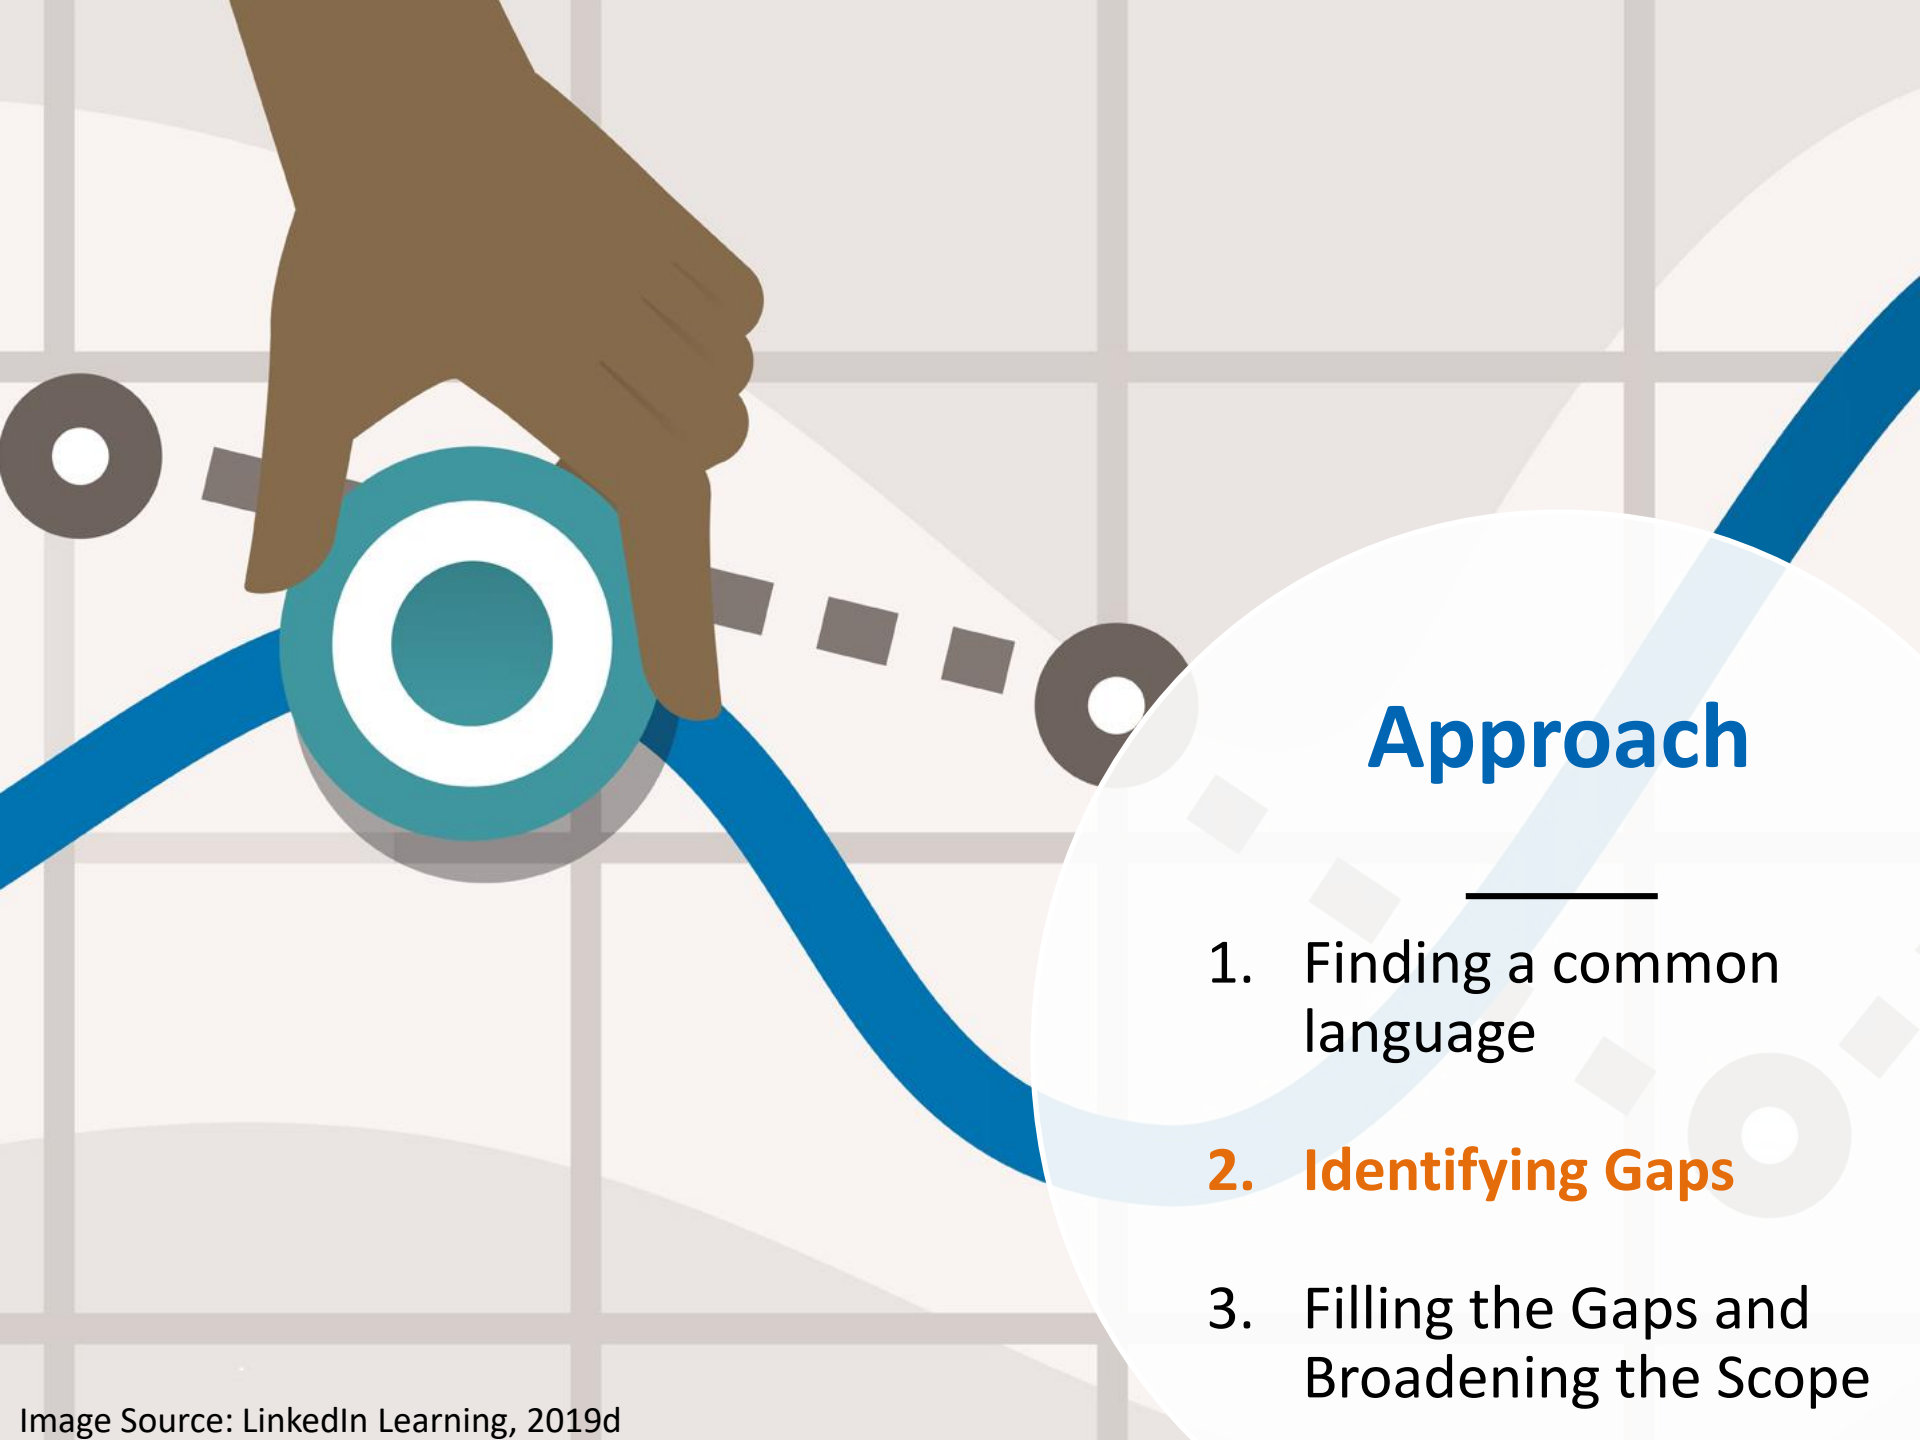 Approach
1. Finding a common
language
2. Identifying Gaps
3. Filling the Gaps and
Broadening the Scope
Image Source: LinkedIn Learning, 2019d